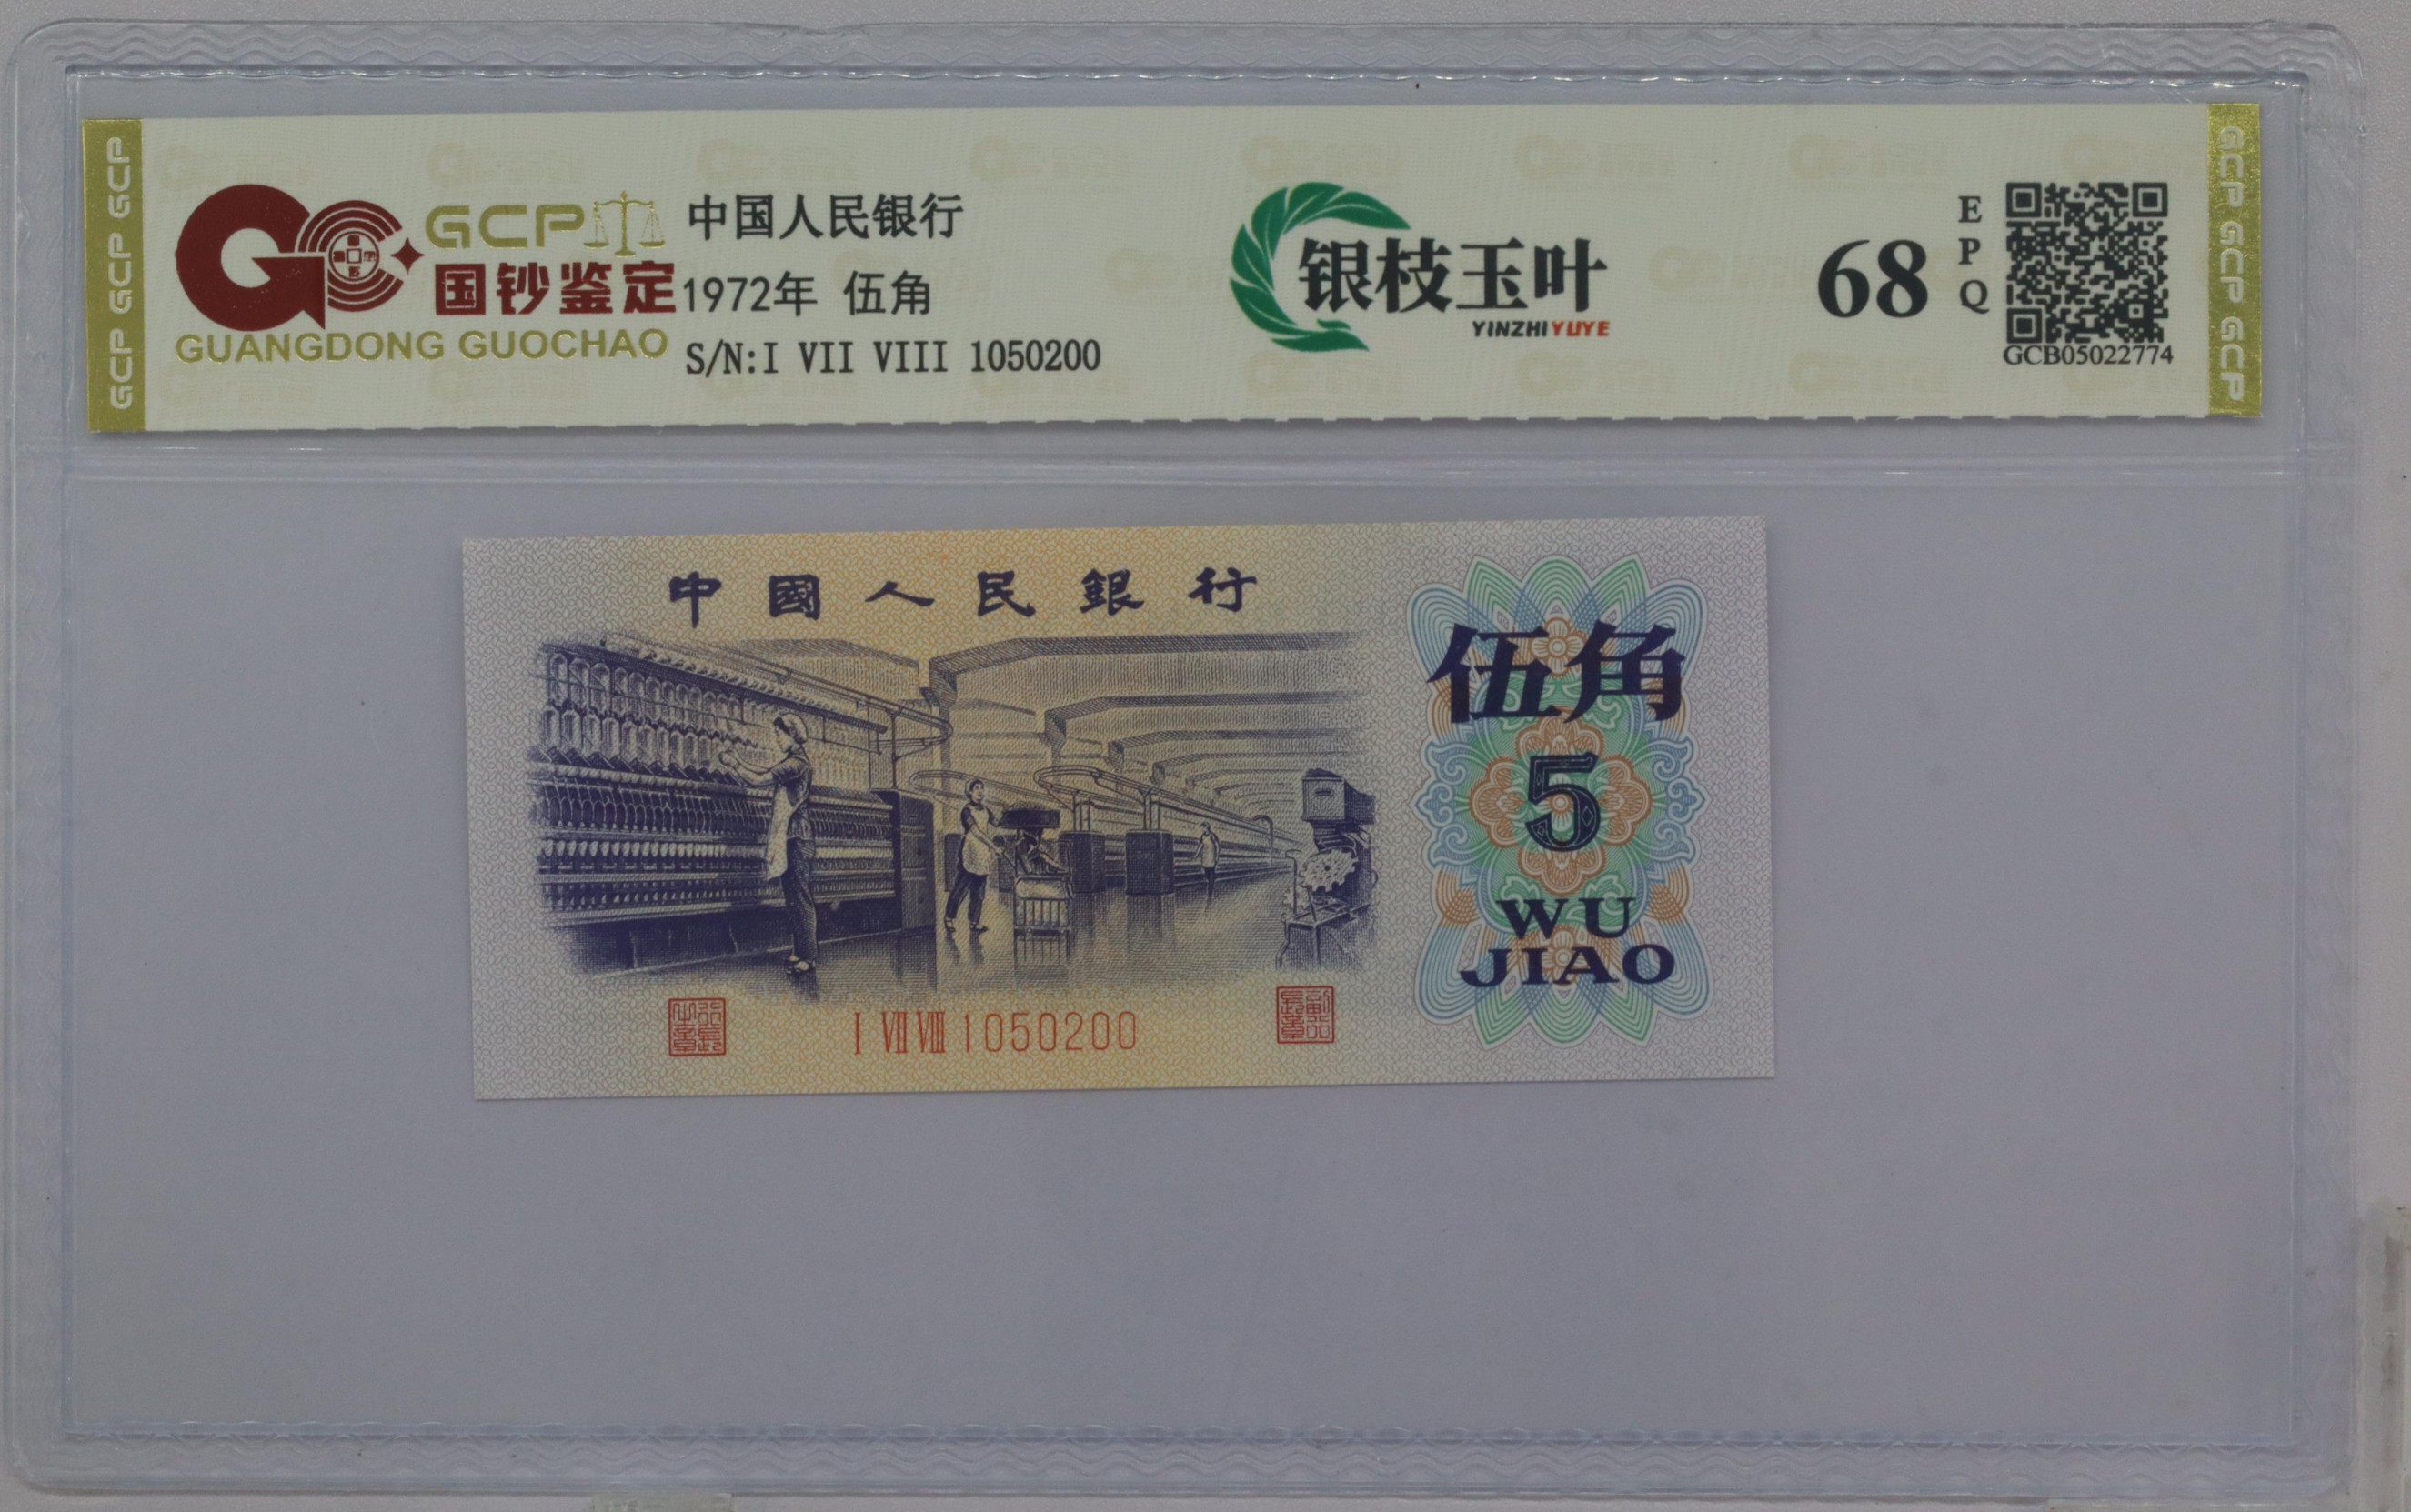 GCP GCP GCP
GCP
国钞鉴定
GUANGDONG GUOCHAO
中国人民银行
1972年 伍角
S/N:I VII VIII 1050200
银枝玉叶
YINZHIYUYE
68
EPQ
GCB05022774
GCP GCP GCP
中國人民銀行
伍角
5
WU
JIAO
I VII VIII 1050200